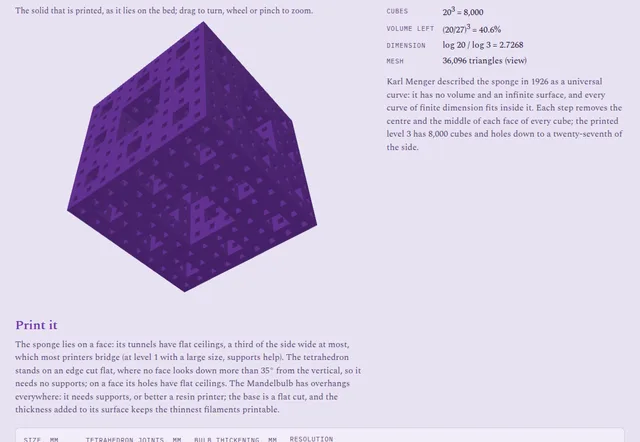 The solid that is printed, as it lies on the bed; drag to turn, wheel or pinch to zoom.
CUBES 20³ = 8,000
VOLUME LEFT (20/27)³ = 40.6%
DIMENSION log 20 / log 3 = 2.7268
MESH 36,096 triangles (view)
Karl Menger described the sponge in 1926 as a universal
curve: it has no volume and an infinite surface, and every
curve of finite dimension fits inside it. Each step removes the
centre and the middle of each face of every cube; the printed
level 3 has 8,000 cubes and holes down to a twenty-seventh of
the side.
Print it
The sponge lies on a face: its tunnels have flat ceilings, a third of the side wide at most,
which most printers bridge (at level 1 with a large size, supports help). The tetrahedron
stands on an edge cut flat, where no face looks down more than 35° from the vertical, so it
needs no supports; on a face its holes have flat ceilings. The Mandelbulb has overhangs
everywhere: it needs supports, or better a resin printer; the base is a flat cut, and the
thickness added to its surface keeps the thinnest filaments printable.
SIZE, MM TETRAHEDRON JOINTS, MM BULB THICKENING, MM RESOLUTION